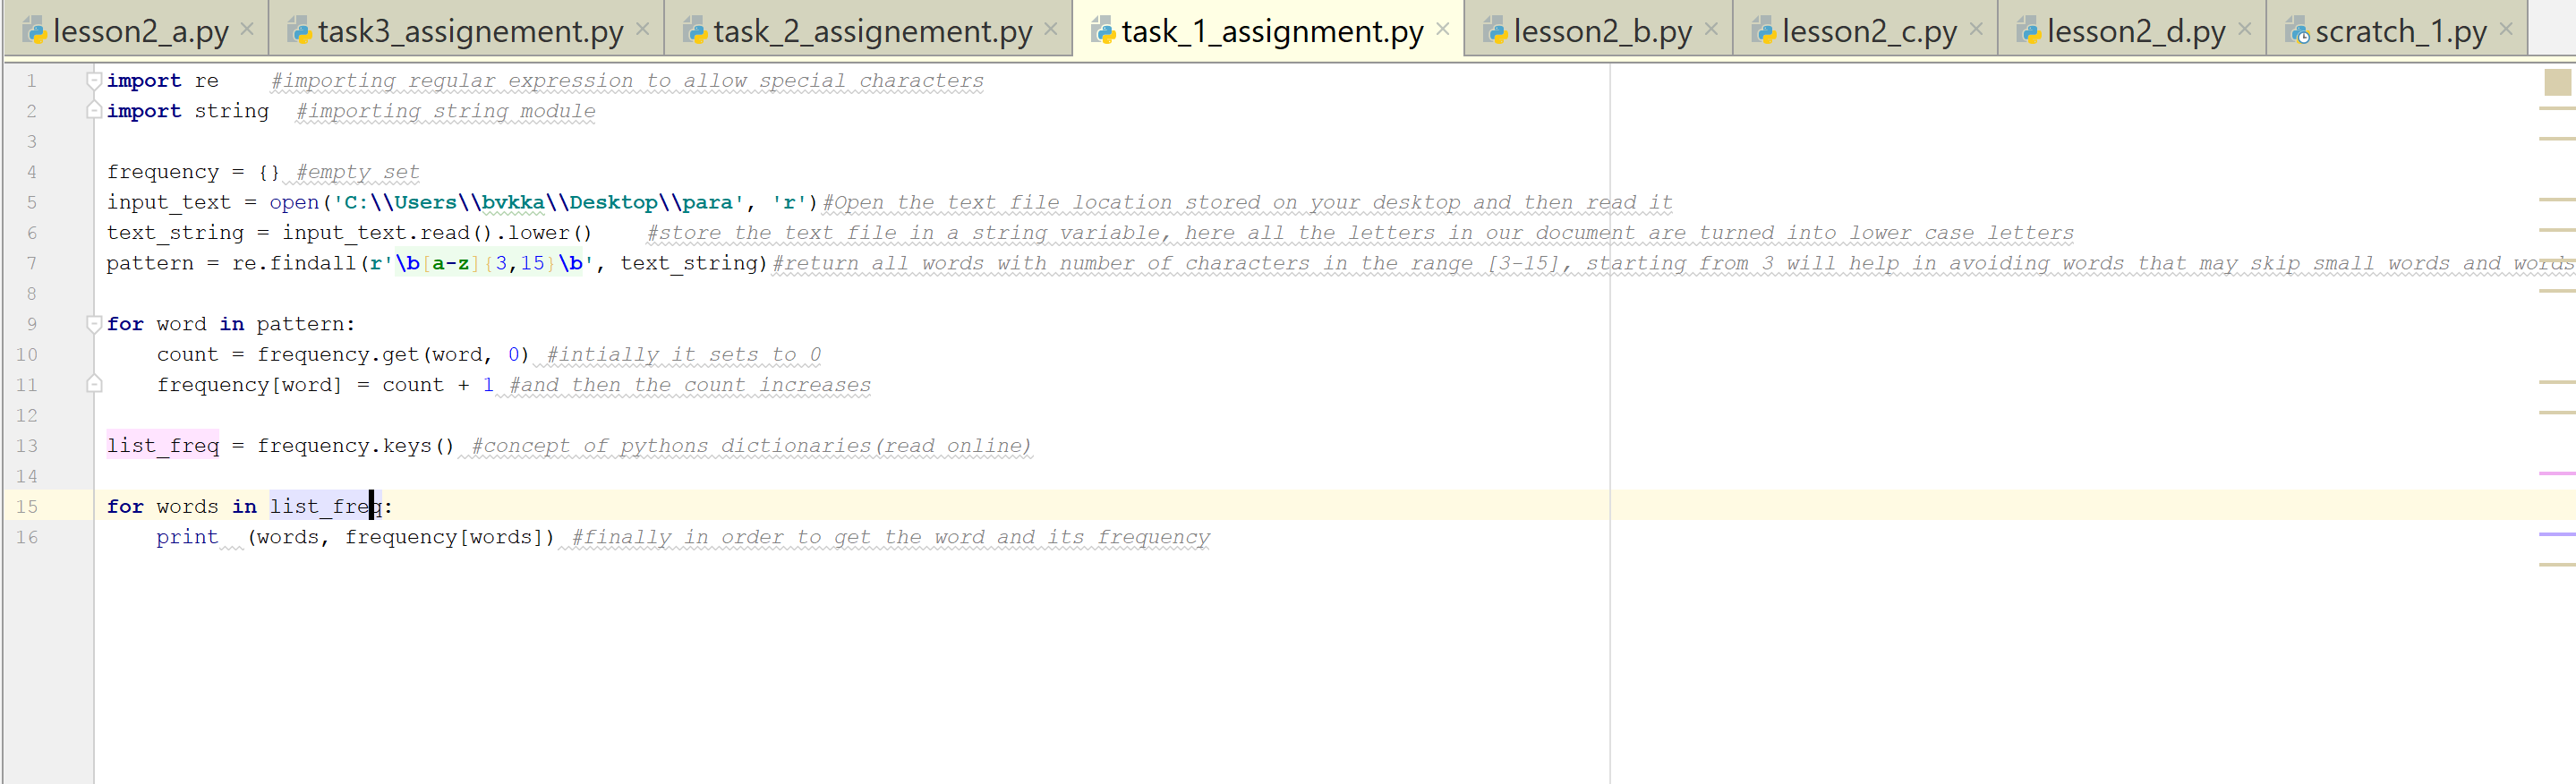 lesson2_a.py task3_assignement.py task_2_assignement.py task_1_assignment.py lesson2_b.py lesson2_c.py lesson2_d.py scratch_1.py
1 import re    #importing regular expression to allow special characters
2 import string  #importing string module
3
4 frequency = {} #empty set
5 input_text = open('C:\\Users\\bvkka\\Desktop\\para', 'r')#Open the text file location stored on your desktop and then read it
6 text_string = input_text.read().lower()    #store the text file in a string variable, here all the letters in our document are turned into lower case letters
7 pattern = re.findall(r'\b[a-z]{3,15}\b', text_string)#return all words with number of characters in the range [3-15], starting from 3 will help in avoiding words that may skip small words and words
8
9 for word in pattern:
10     count = frequency.get(word, 0) #intially it sets to 0
11     frequency[word] = count + 1 #and then the count increases
12
13 list_freq = frequency.keys() #concept of pythons dictionaries(read online)
14
15 for words in list_freq:
16     print  (words, frequency[words]) #finally in order to get the word and its frequency